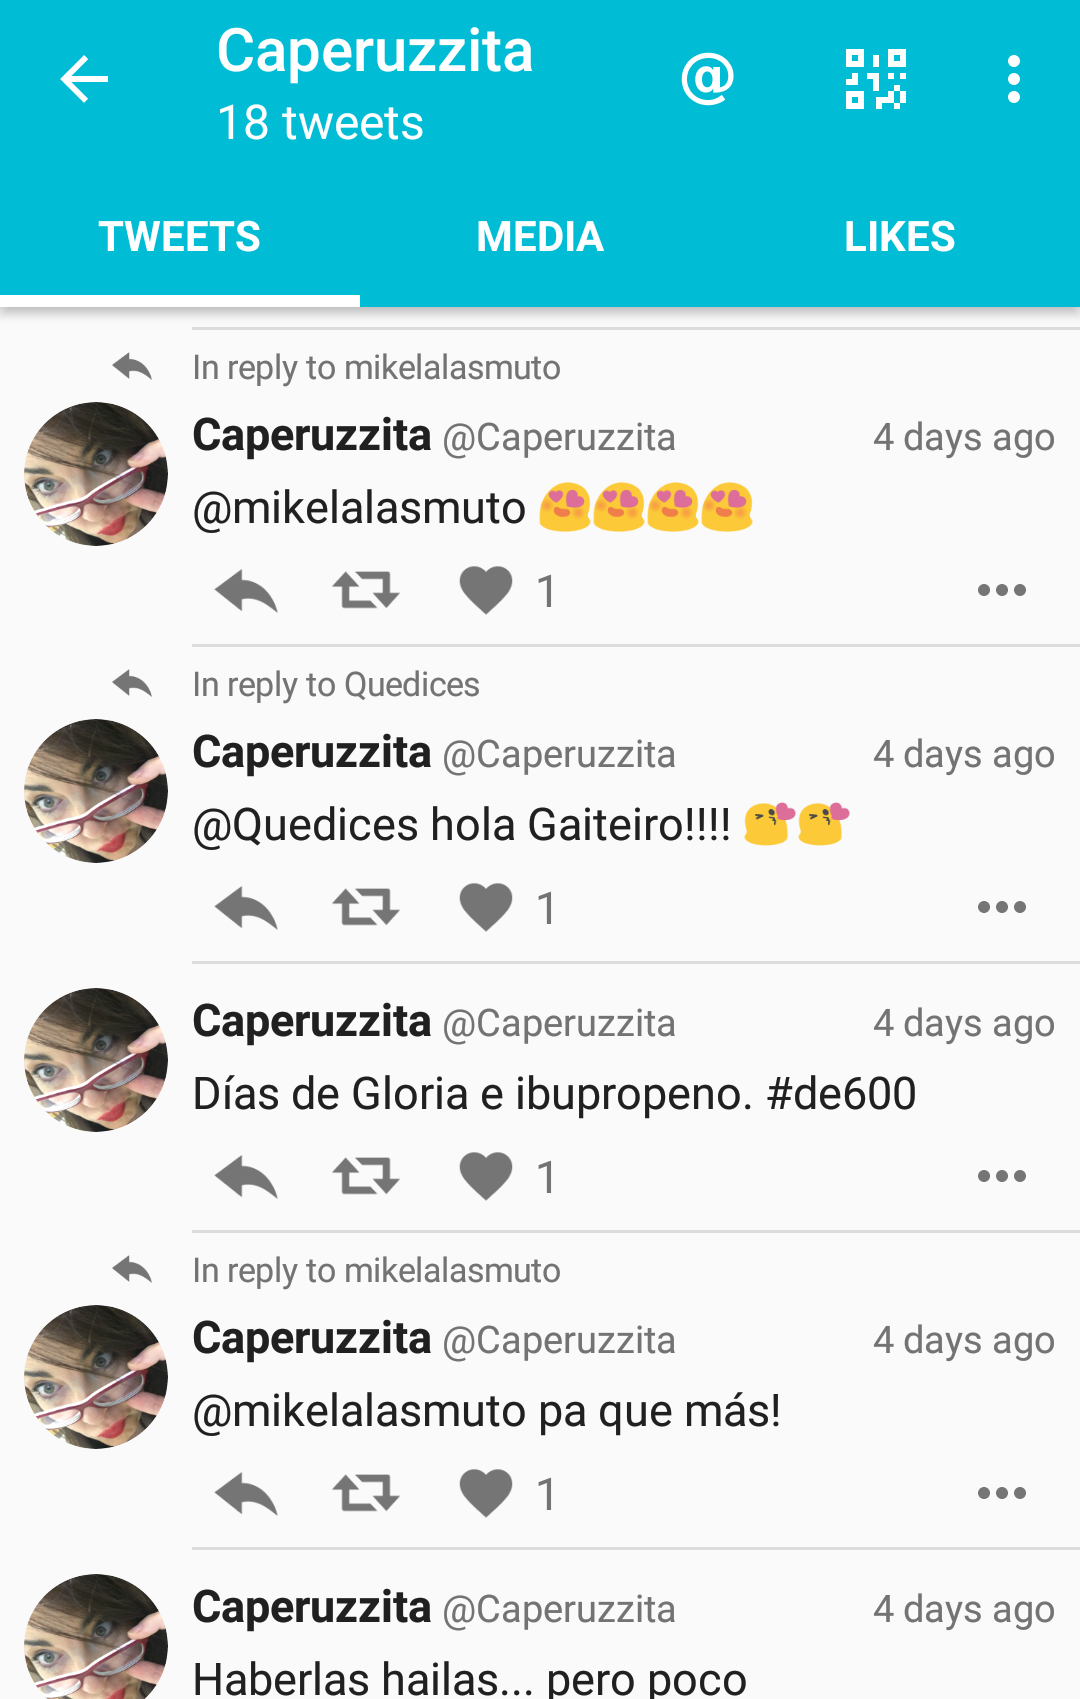 Caperuzzita
18 tweets
TWEETS MEDIA LIKES
In reply to mikelalasmuto
Caperuzzita @Caperuzzita 4 days ago
@mikelalasmuto 😍😍😍😍
1
In reply to Quedices
Caperuzzita @Caperuzzita 4 days ago
@Quedices hola Gaiteiro!!!! 😘😘
1
Caperuzzita @Caperuzzita 4 days ago
Días de Gloria e ibupropeno. #de600
1
In reply to mikelalasmuto
Caperuzzita @Caperuzzita 4 days ago
@mikelalasmuto pa que más!
1
Caperuzzita @Caperuzzita 4 days ago
Haberlas hailas... pero poco